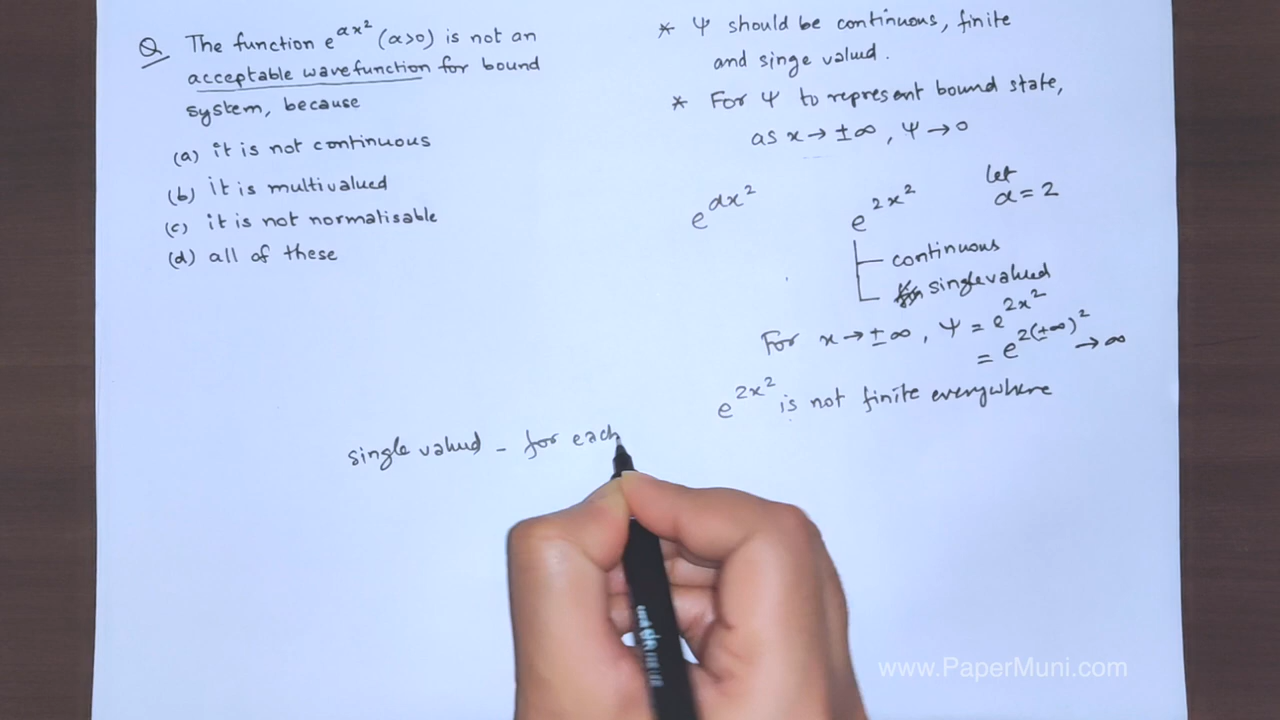 Q. The function e^αx² (α>0) is not an
acceptable wavefunction for bound
system, because
(a) it is not continuous
(b) it is multivalued
(c) it is not normalisable
(d) all of these
* Ψ should be continuous, finite
and singe valued.
* For Ψ to represent bound state,
as x → ±∞, Ψ → 0
e^αx²
e^2x²
let
α = 2
continuous
singlevalued
For x → ±∞, Ψ = e^2x²
= e^2(±∞)² → ∞
e^2x² is not finite everywhere
single valued - for each
www.PaperMuni.com